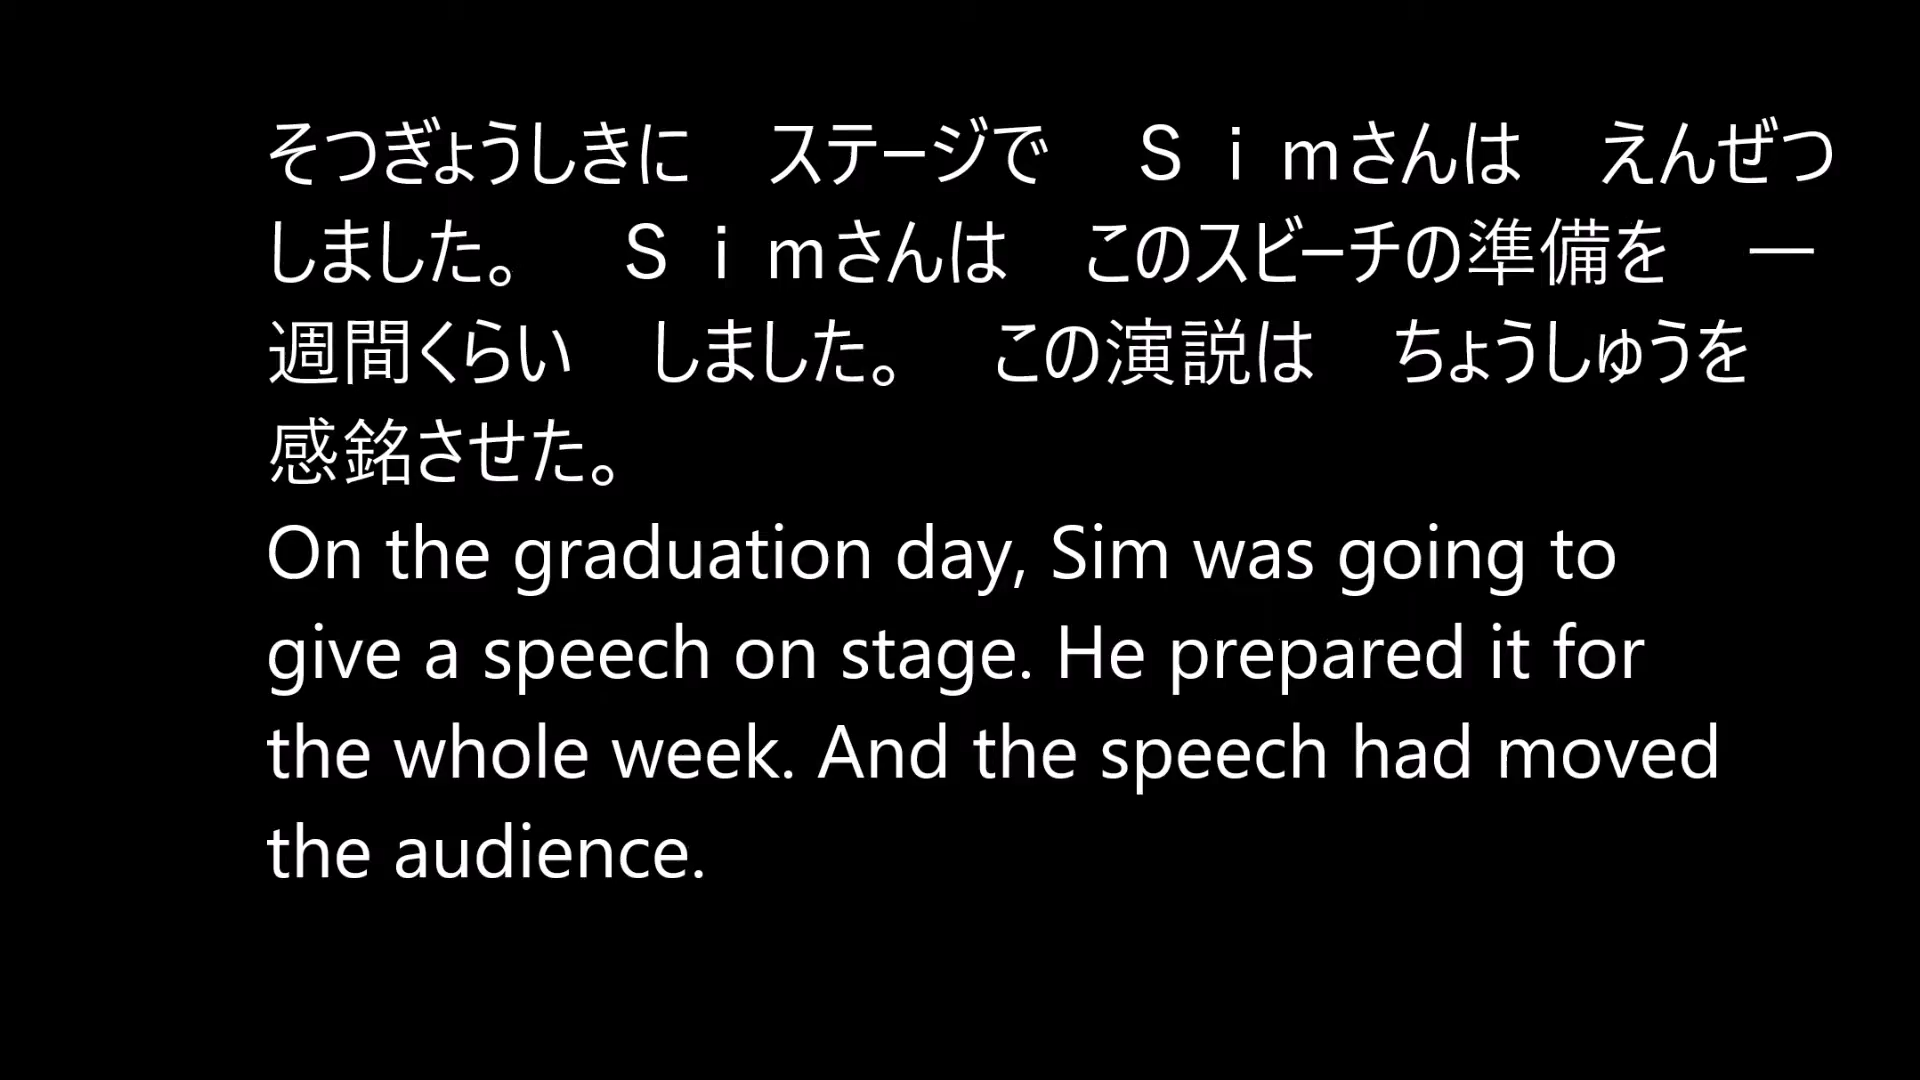 そつぎょうしきに　ステージで　Ｓｉｍさんは　えんぜつ
しました。　Ｓｉｍさんは　このスビーチの準備を　一
週間くらい　しました。　この演説は　ちょうしゅうを
感銘させた。
On the graduation day, Sim was going to
give a speech on stage. He prepared it for
the whole week. And the speech had moved
the audience.